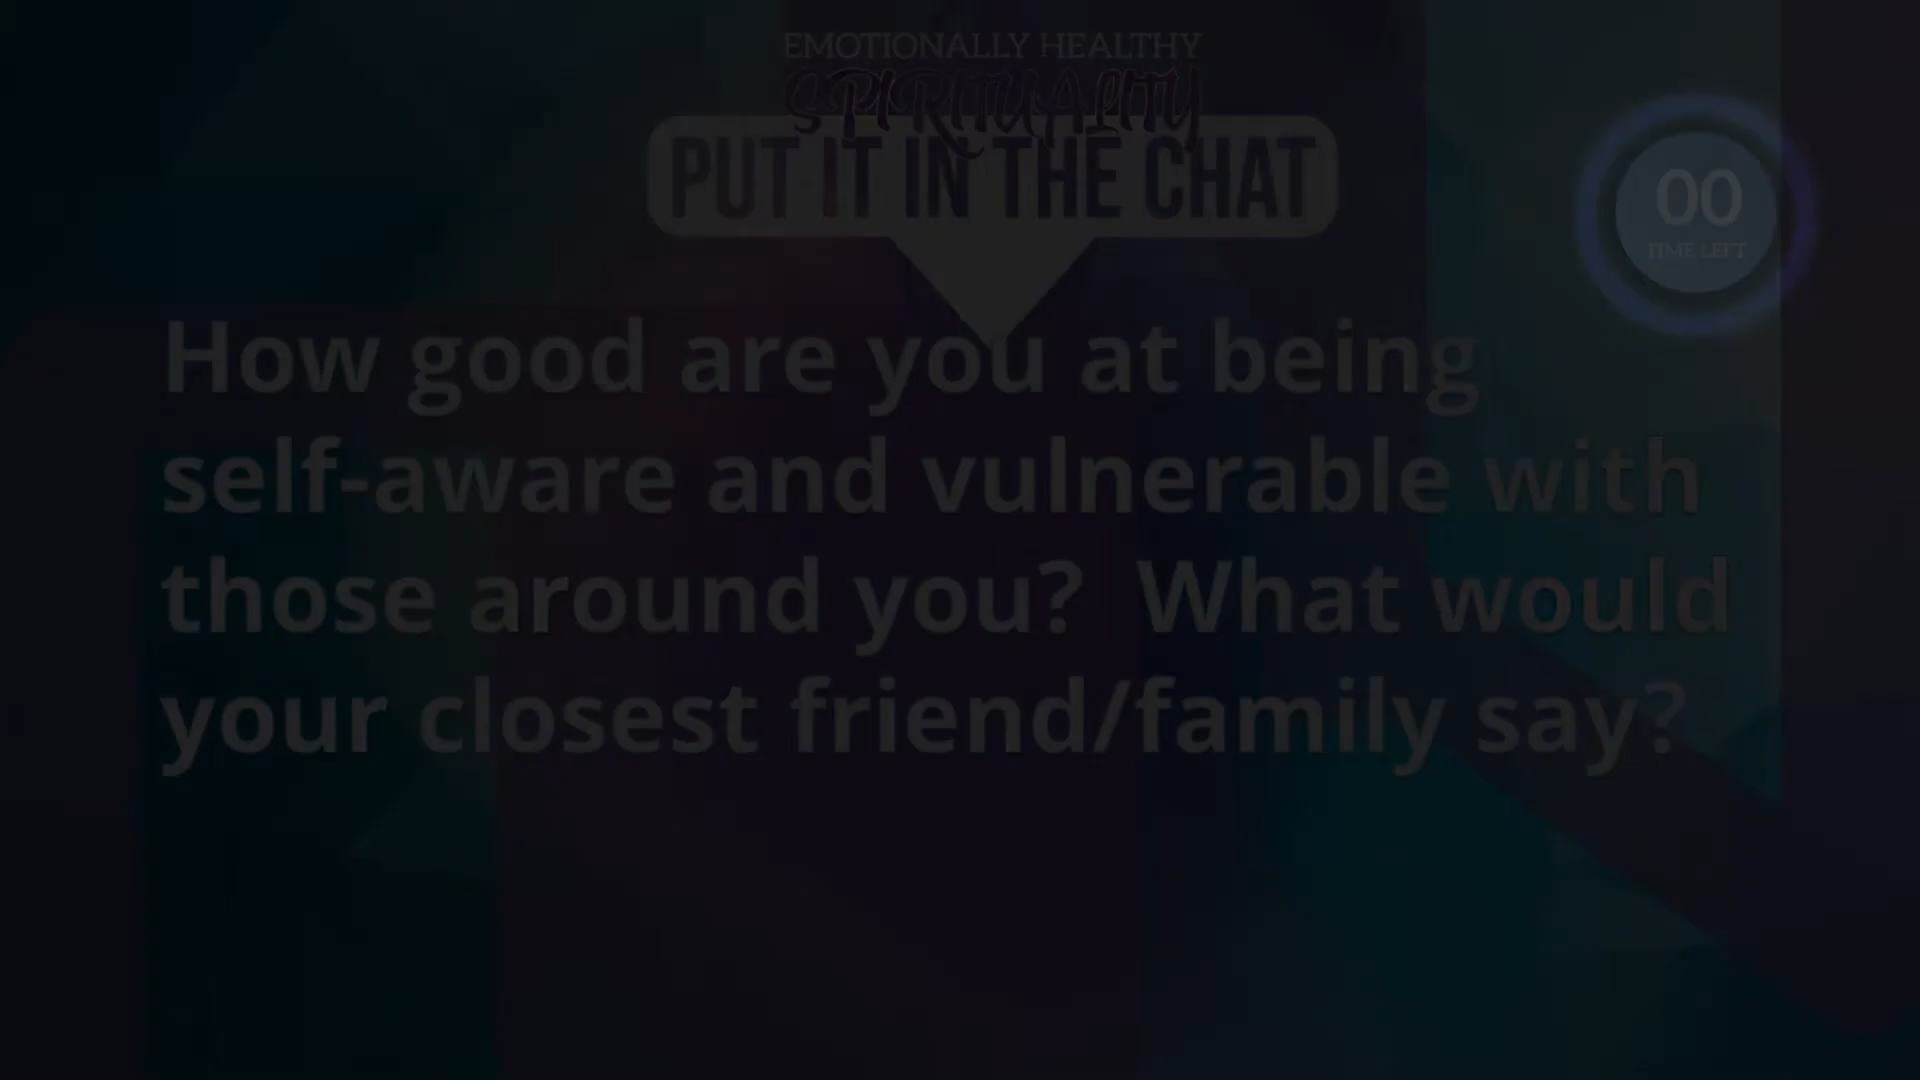 EMOTIONALLY HEALTHY
SPIRITUALITY
PUT IT IN THE CHAT
00
TIME LEFT
How good are you at being
self-aware and vulnerable with
those around you?  What would
your closest friend/family say?